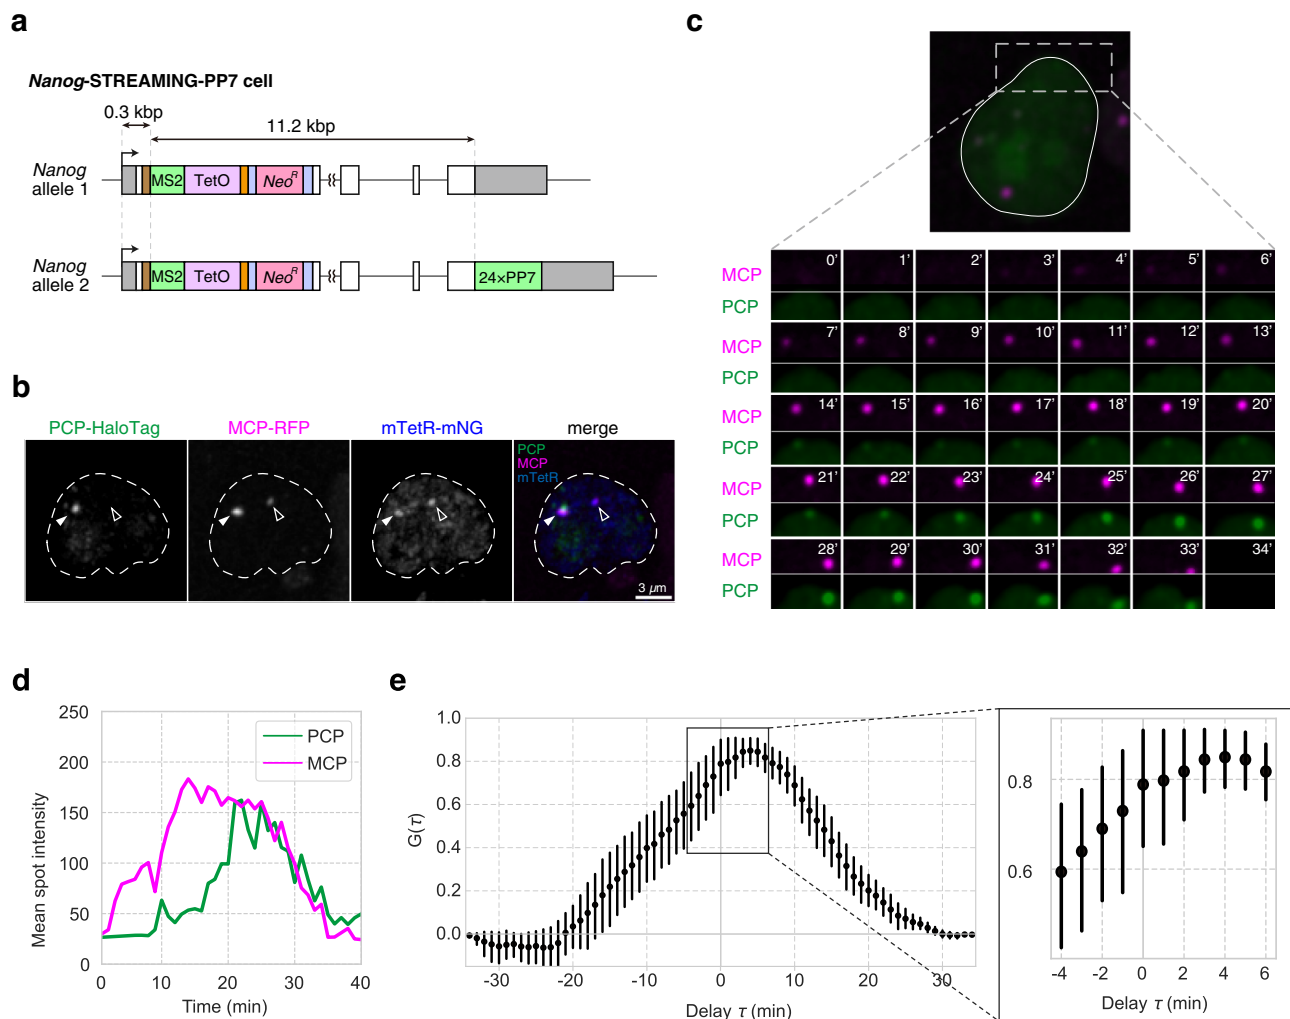 a
Nanog-STREAMING-PP7 cell
0.3 kbp
11.2 kbp
Nanog allele 1
MS2 TetO NeoR
Nanog allele 2
MS2 TetO NeoR 24×PP7
b
PCP-HaloTag MCP-RFP mTetR-mNG merge
PCP
MCP
mTetR
3 µm
c
MCP 0' 1' 2' 3' 4' 5' 6'
PCP
MCP 7' 8' 9' 10' 11' 12' 13'
PCP
MCP 14' 15' 16' 17' 18' 19' 20'
PCP
MCP 21' 22' 23' 24' 25' 26' 27'
PCP
MCP 28' 29' 30' 31' 32' 33' 34'
PCP
d
Mean spot intensity
250
200
150
100
50
0
PCP
MCP
0 10 20 30 40
Time (min)
e
G(τ)
1.0
0.8
0.6
0.4
0.2
0.0
-30 -20 -10 0 10 20 30
Delay τ (min)
0.8
0.6
-4 -2 0 2 4 6
Delay τ (min)